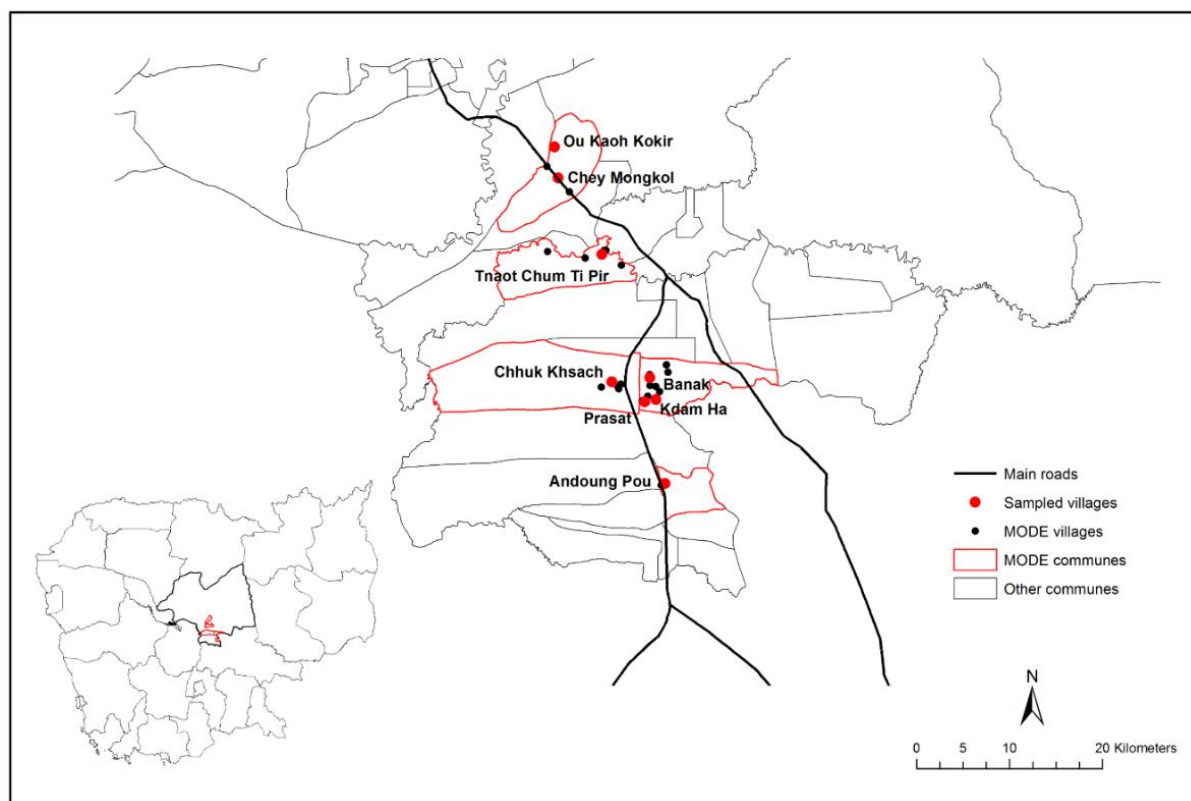 Ou Kaoh Kokir
Chey Mongkol
Tnaot Chum Ti Pir
Chhuk Khsach
Banak
Kdam Ha
Prasat
Andoung Pou
Main roads
Sampled villages
MODE villages
MODE communes
Other communes
N
0 5 10 20 Kilometers